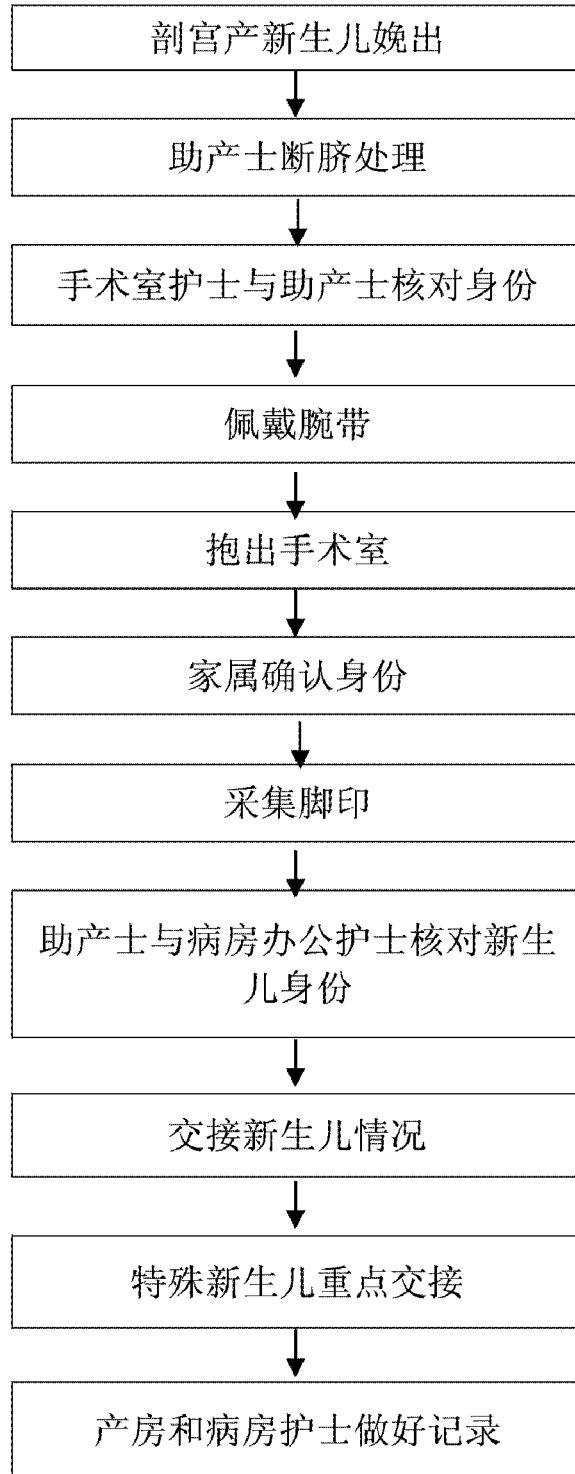 剖宫产新生儿娩出
助产士断脐处理
手术室护士与助产士核对身份
佩戴腕带
抱出手术室
家属确认身份
采集脚印
助产士与病房办公护士核对新生
儿身份
交接新生儿情况
特殊新生儿重点交接
产房和病房护士做好记录